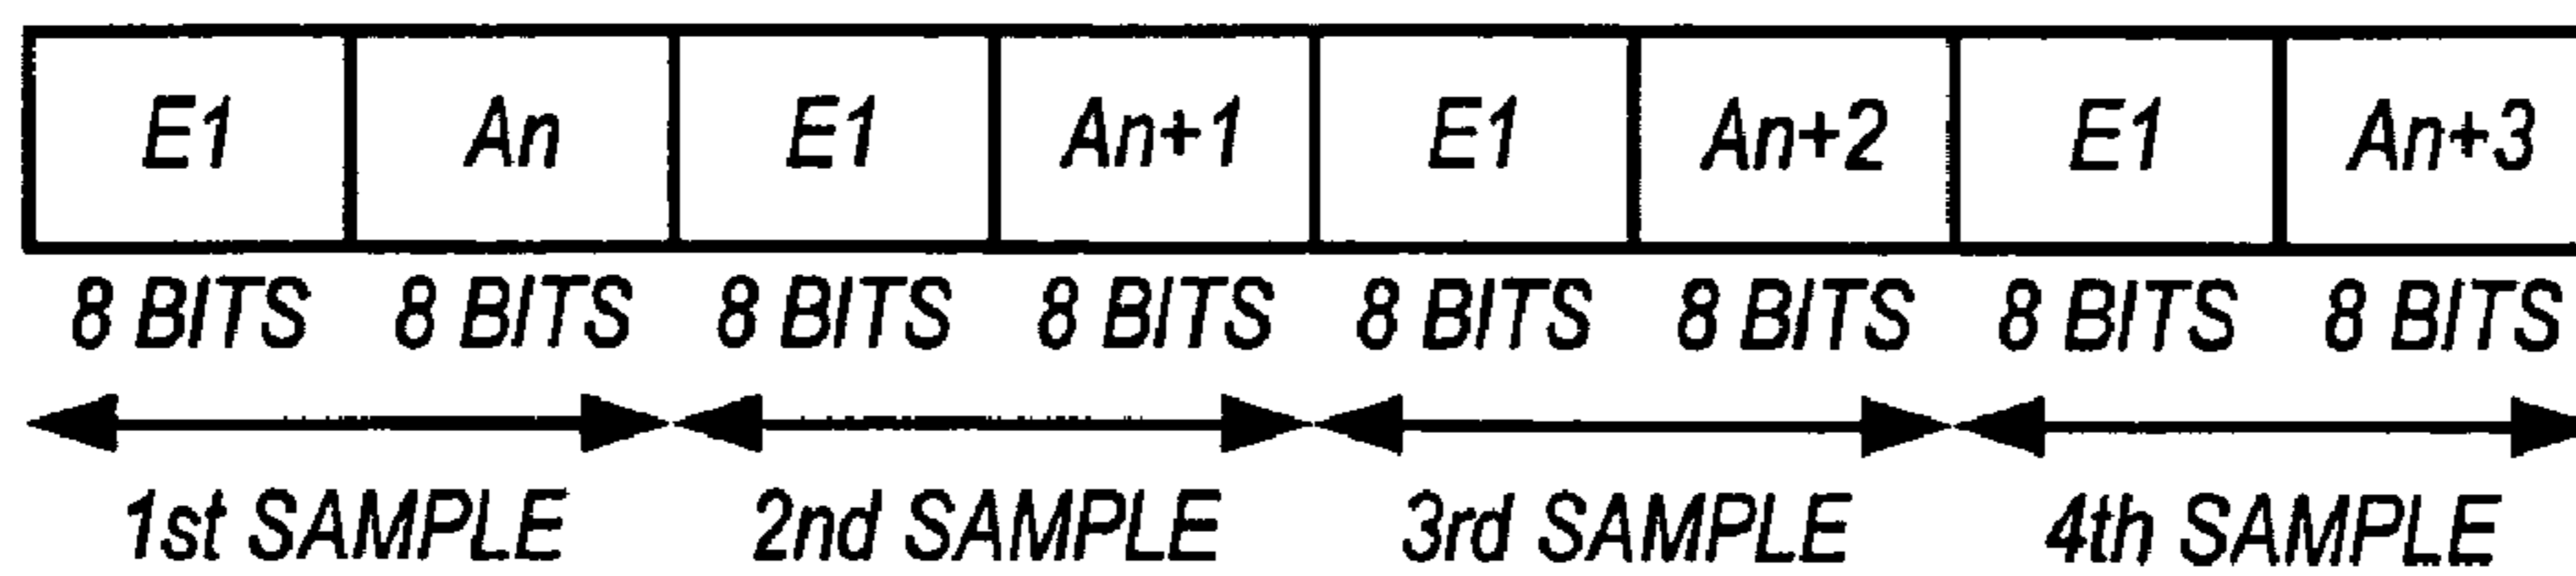 E1 An E1 An+1 E1 An+2 E1 An+3
8 BITS 8 BITS 8 BITS 8 BITS 8 BITS 8 BITS 8 BITS 8 BITS
1st SAMPLE 2nd SAMPLE 3rd SAMPLE 4th SAMPLE